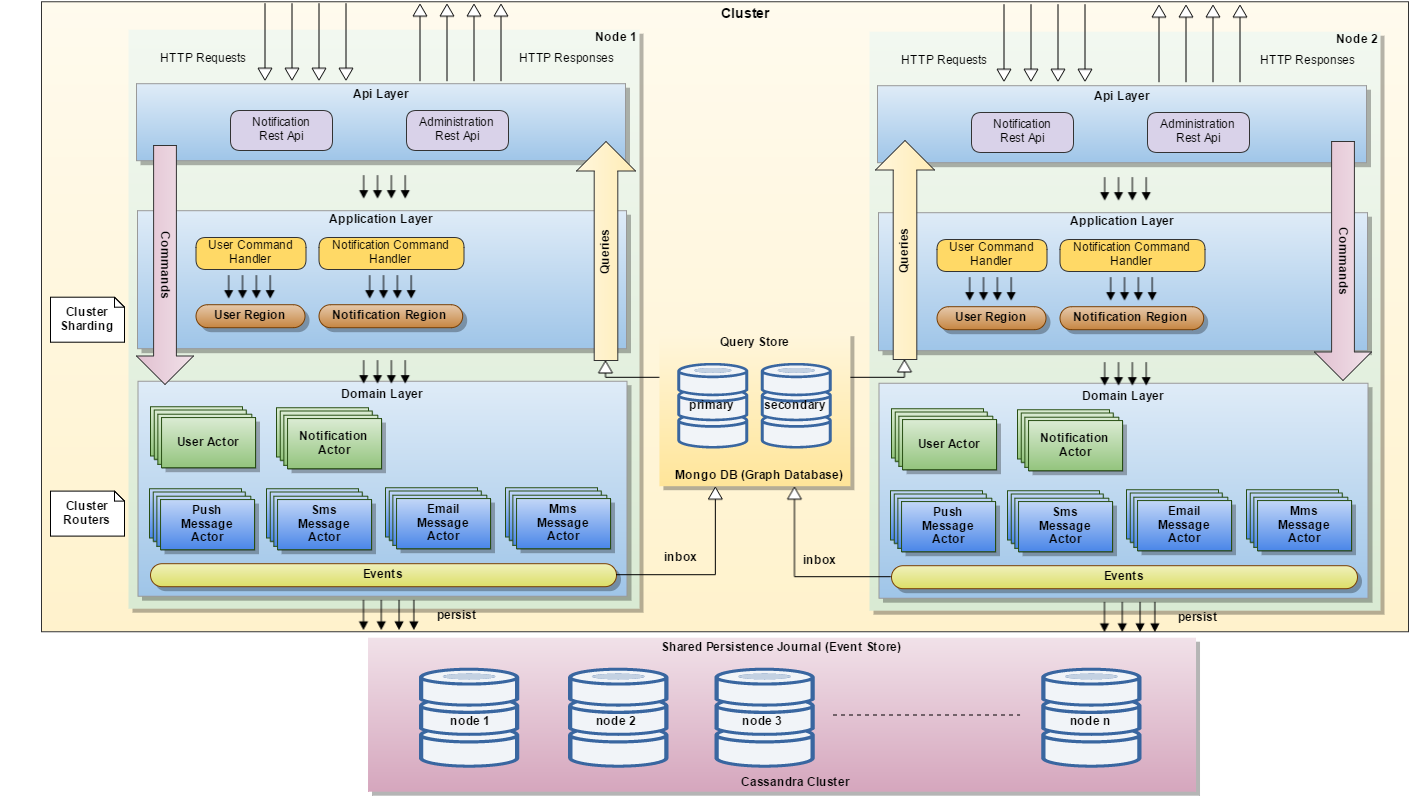 Cluster
Node 1
HTTP Requests
HTTP Responses
Api Layer
Notification
Rest Api
Administration
Rest Api
Commands
Queries
Application Layer
User Command
Handler
Notification Command
Handler
User Region
Notification Region
Cluster
Sharding
Domain Layer
User Actor
Notification
Actor
Cluster
Routers
Push
Message
Actor
Sms
Message
Actor
Email
Message
Actor
Mms
Message
Actor
Events
persist
inbox
Query Store
primary
secondary
Mongo DB (Graph Database)
inbox
Node 2
HTTP Requests
HTTP Responses
Api Layer
Notification
Rest Api
Administration
Rest Api
Queries
Commands
Application Layer
User Command
Handler
Notification Command
Handler
User Region
Notification Region
Domain Layer
User Actor
Notification
Actor
Push
Message
Actor
Sms
Message
Actor
Email
Message
Actor
Mms
Message
Actor
Events
persist
Shared Persistence Journal (Event Store)
node 1
node 2
node 3
node n
Cassandra Cluster